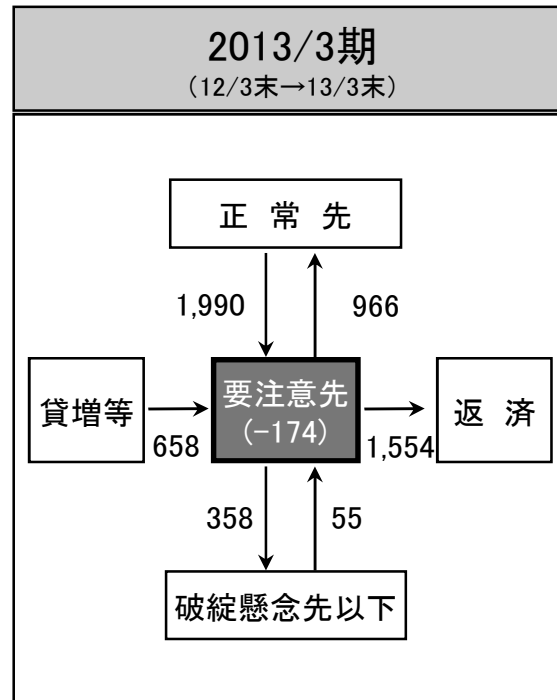 2013/3期
(12/3末→13/3末)
正 常 先
1,990
966
貸増等
658
要注意先
(-174)
1,554
返 済
358
55
破綻懸念先以下